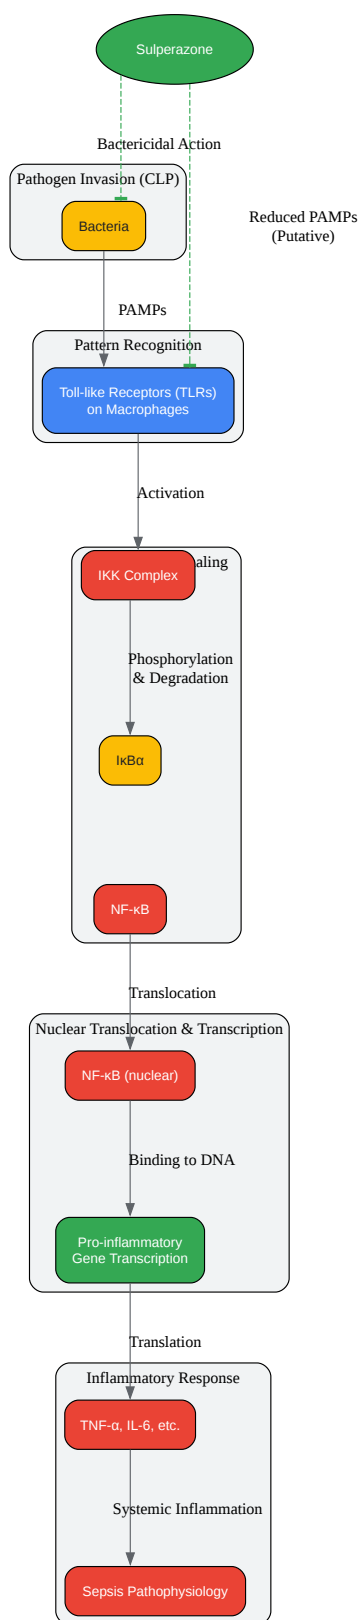 Sulperazone
Bactericidal Action
Pathogen Invasion (CLP)
Bacteria
Reduced PAMPs
(Putative)
PAMPs
Pattern Recognition
Toll-like Receptors (TLRs)
on Macrophages
Activation
IKK Complex
Phosphorylation
& Degradation
IκBα
NF-κB
Translocation
Nuclear Translocation & Transcription
NF-κB (nuclear)
Binding to DNA
Pro-inflammatory
Gene Transcription
Translation
Inflammatory Response
TNF-α, IL-6, etc.
Systemic Inflammation
Sepsis Pathophysiology